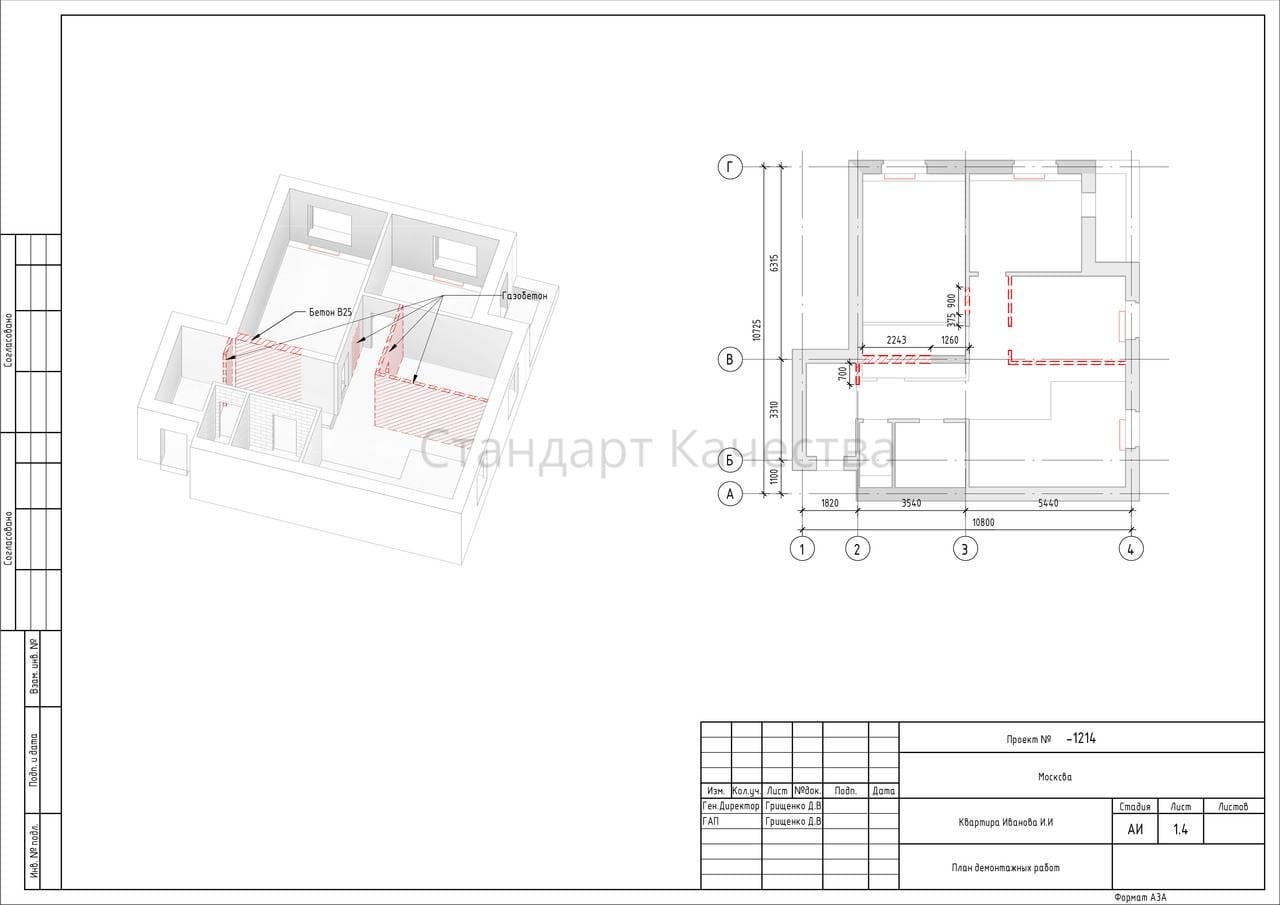 Согласовано
Согласовано
Взам. инв. №
Подп. и дата
Инв. № подл.
Бетон В25
Газобетон
Стандарт Качества
Г
В
Б
А
10725
6315
3310
1100
900
375
2243
1260
700
1820
3540
5440
10800
1
2
3
4
Проект № -1214
Москсва
Изм. Кол.уч. Лист №док. Подп. Дата
Ген.Директор Грищенко Д.В
ГАП Грищенко Д.В
Квартира Иванова И.И
Стадия Лист Листов
АИ 1.4
План демонтажных работ
Формат А3А